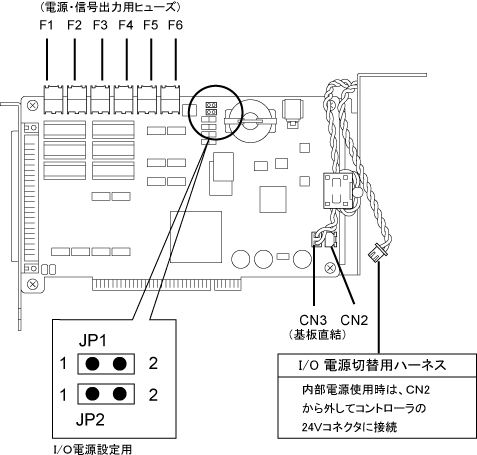 (電源・信号出力用ヒューズ)
F1 F2 F3 F4 F5 F6
CN3 CN2
(基板直結)
JP1
1 2
1 2
JP2
I/O電源設定用
I/O 電源切替用ハーネス
内部電源使用時は、CN2
から外してコントローラの
24Vコネクタに接続